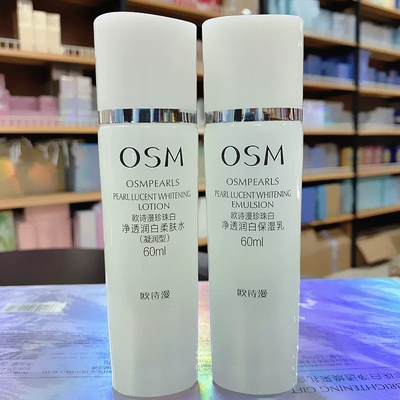 OSM
OSMPEARLS
PEARL LUCENT WHITENING
LOTION
欧诗漫珍珠白
净透润白柔肤水
(凝润型)
60ml
欧诗漫
OSM
OSMPEARLS
PEARL LUCENT WHITENING
EMULSION
欧诗漫珍珠白
净透润白保湿乳
60ml
欧诗漫
BRIGHTENING